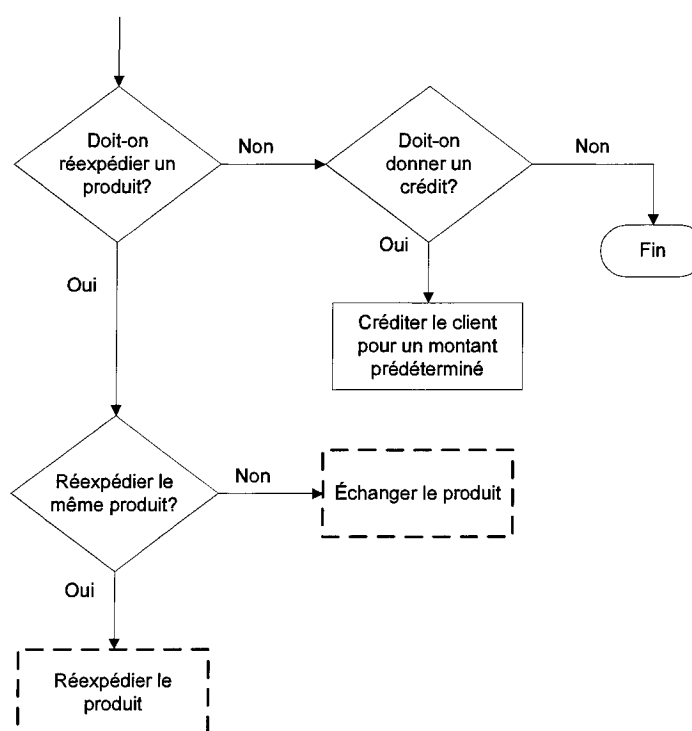 Doit-on
réexpédier un
produit?
Non
Doit-on
donner un
crédit?
Non
Fin
Oui
Créditer le client
pour un montant
prédéterminé
Oui
Réexpédier le
même produit?
Non
Échanger le produit
Oui
Réexpédier le
produit